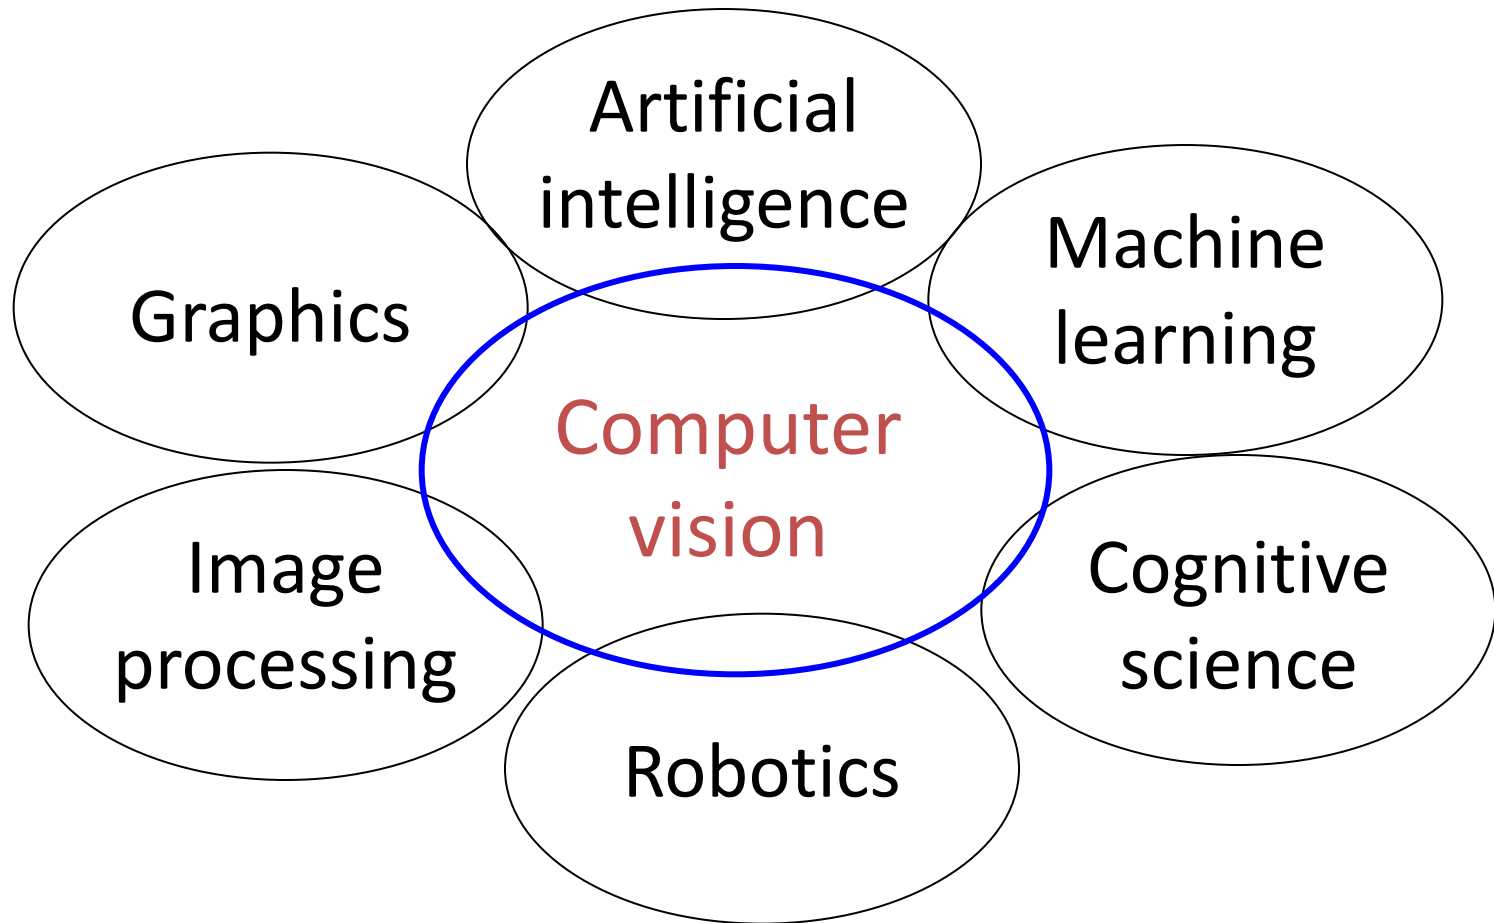 Artificial
intelligence
Machine
learning
Graphics
Computer
vision
Image
processing
Cognitive
science
Robotics